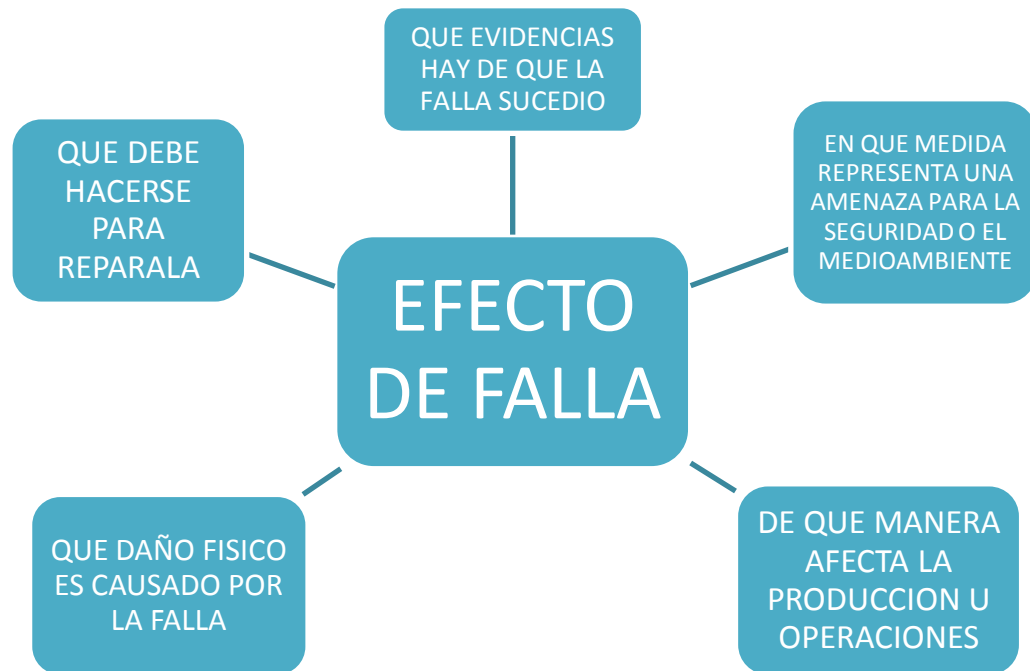 QUE EVIDENCIAS
HAY DE QUE LA
FALLA SUCEDIO
EN QUE MEDIDA
REPRESENTA UNA
AMENAZA PARA LA
SEGURIDAD O EL
MEDIOAMBIENTE
DE QUE MANERA
AFECTA LA
PRODUCCION U
OPERACIONES
QUE DAÑO FISICO
ES CAUSADO POR
LA FALLA
QUE DEBE
HACERSE
PARA
REPARALA
EFECTO
DE FALLA